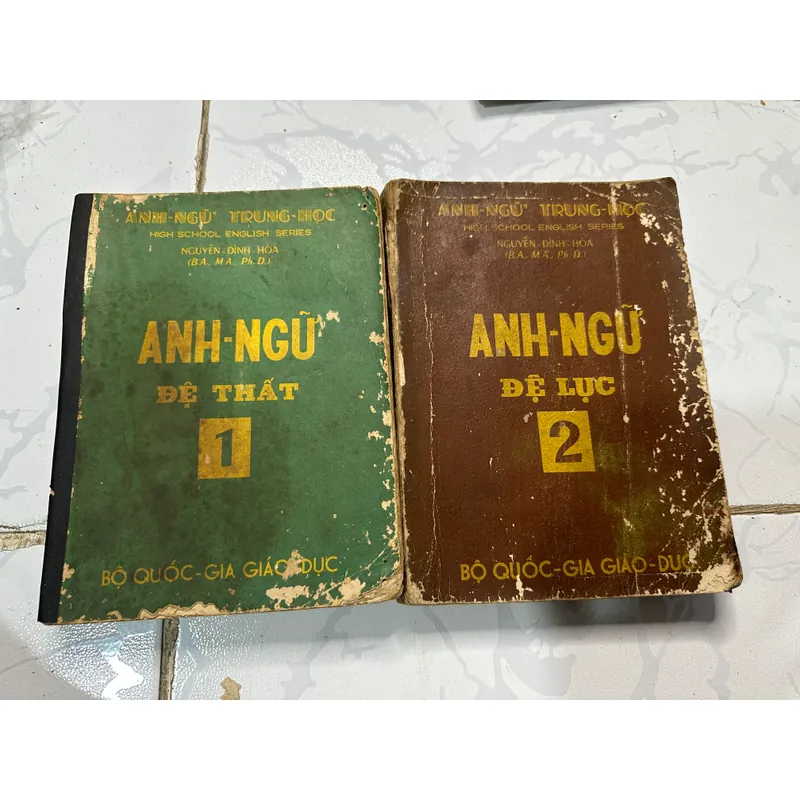 ANH-NGỮ TRUNG-HỌC
HIGH SCHOOL ENGLISH SERIES
NGUYỄN-ĐÌNH-HÒA
(B.A., M.A., Ph.D.)
ANH-NGỮ
ĐỆ THẤT
1
BỘ QUỐC-GIA GIÁO-DỤC
ANH-NGỮ TRUNG-HỌC
HIGH SCHOOL ENGLISH SERIES
NGUYỄN-ĐÌNH-HÒA
(B.A., M.A., Ph.D.)
ANH-NGỮ
ĐỆ LỤC
2
BỘ QUỐC-GIA GIÁO-DỤC